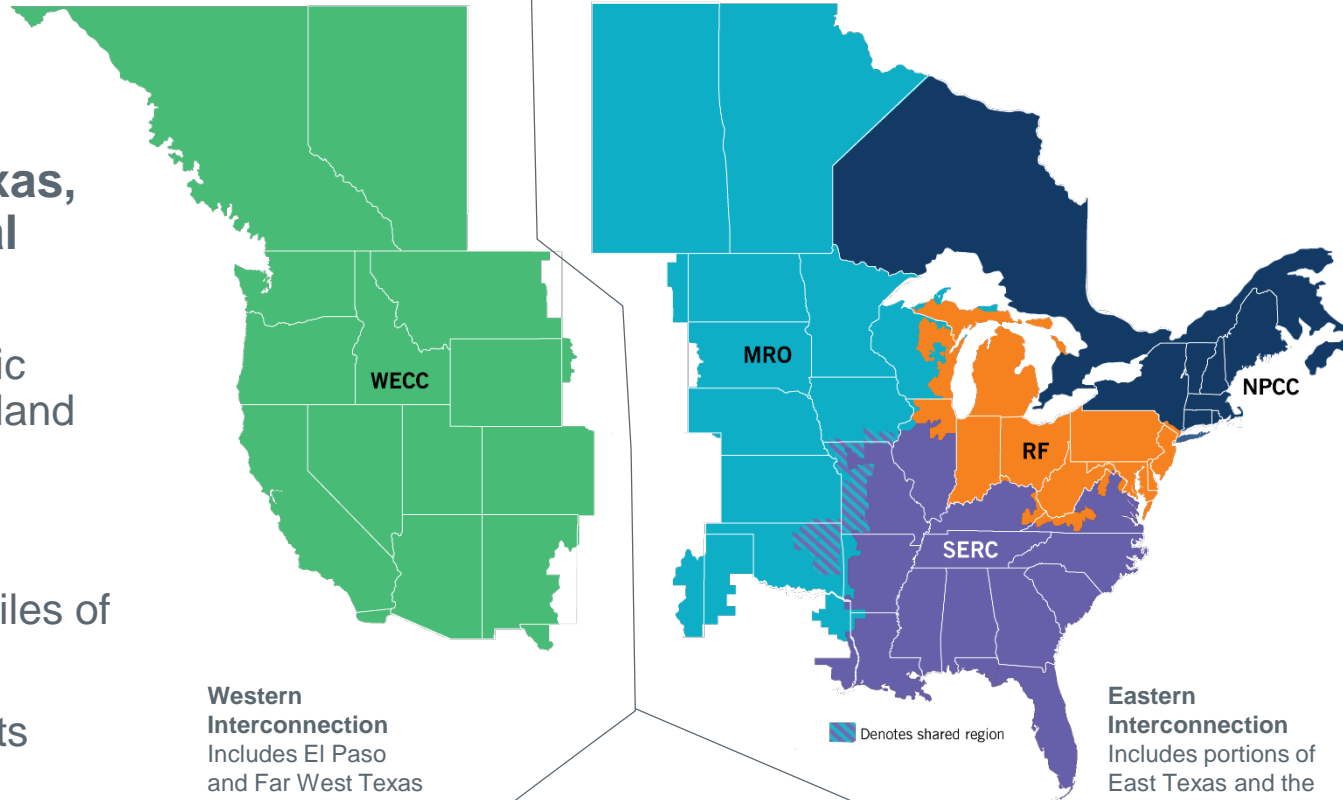 xas,
al
ic
land
iles of
ts
WECC
MRO
NPCC
RF
SERC
Western
Interconnection
Includes El Paso
and Far West Texas
Denotes shared region
Eastern
Interconnection
Includes portions of
East Texas and the